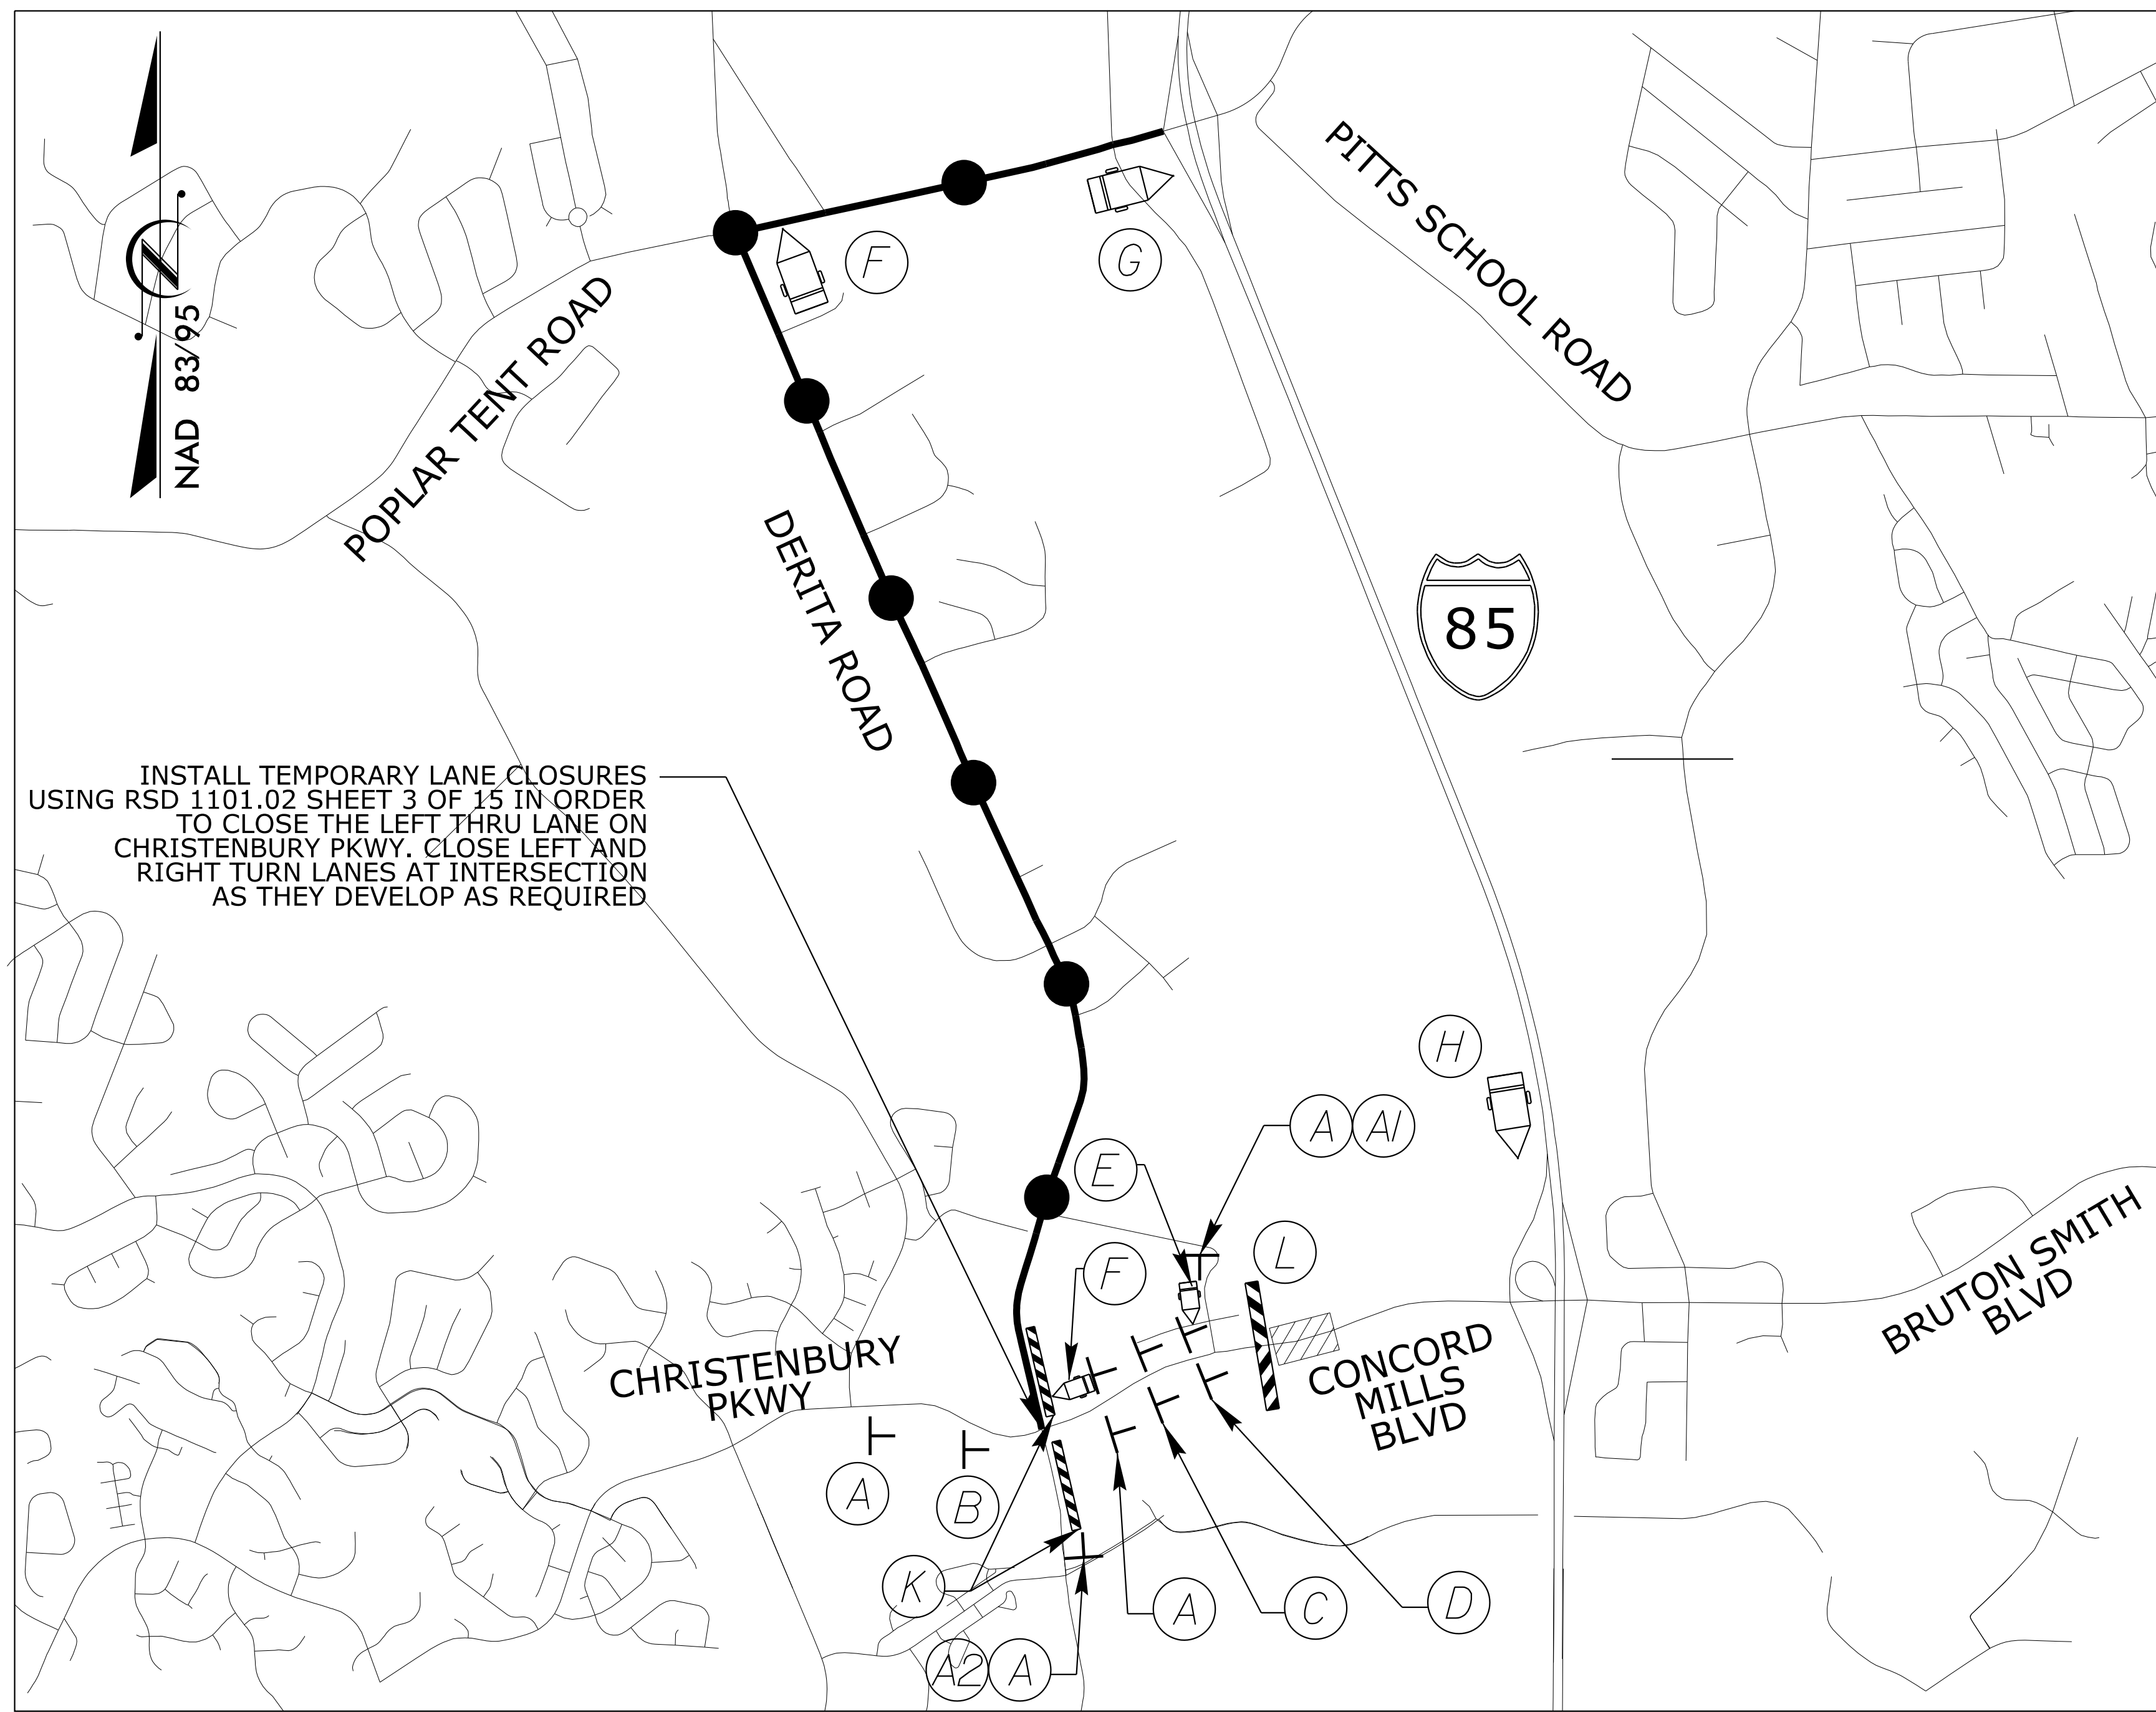 N
NAD 83/95
POPLAR TENT ROAD
F
G
PITTS SCHOOL ROAD
DERITA ROAD
85
INSTALL TEMPORARY LANE CLOSURES
USING RSD 1101.02 SHEET 3 OF 15 IN ORDER
TO CLOSE THE LEFT THRU LANE ON
CHRISTENBURY PKWY. CLOSE LEFT AND
RIGHT TURN LANES AT INTERSECTION
AS THEY DEVELOP AS REQUIRED
H
A A1
E
L
F
BRUTON SMITH
BLVD
CHRISTENBURY
PKWY
CONCORD
MILLS
BLVD
A
B
K
A
C
D
A2 A